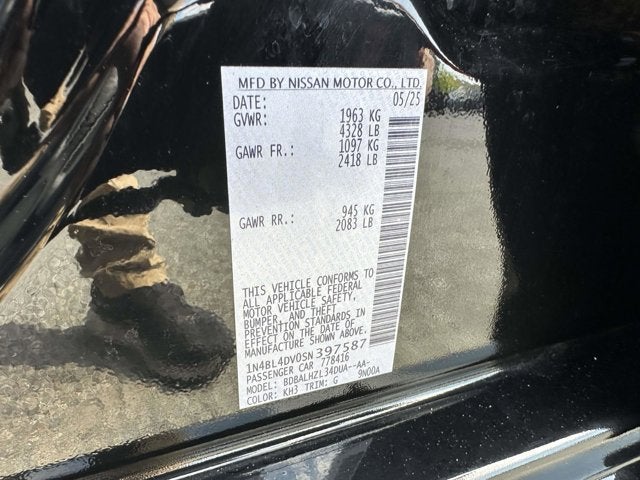 MFD BY NISSAN MOTOR CO., LTD.
DATE: 05/25
GVWR: 1963 KG
4328 LB
GAWR FR.: 1097 KG
2418 LB
GAWR RR.: 945 KG
2083 LB
THIS VEHICLE CONFORMS TO
ALL APPLICABLE FEDERAL
MOTOR VEHICLE SAFETY,
BUMPER, AND THEFT
PREVENTION STANDARDS IN
EFFECT ON THE DATE OF
MANUFACTURE SHOWN ABOVE.
1N4BL4DV0SN397587
PASSENGER CAR 778416
MODEL: BDBALHZL34DUA--AA-
COLOR: KH3 TRIM: G 9N00A